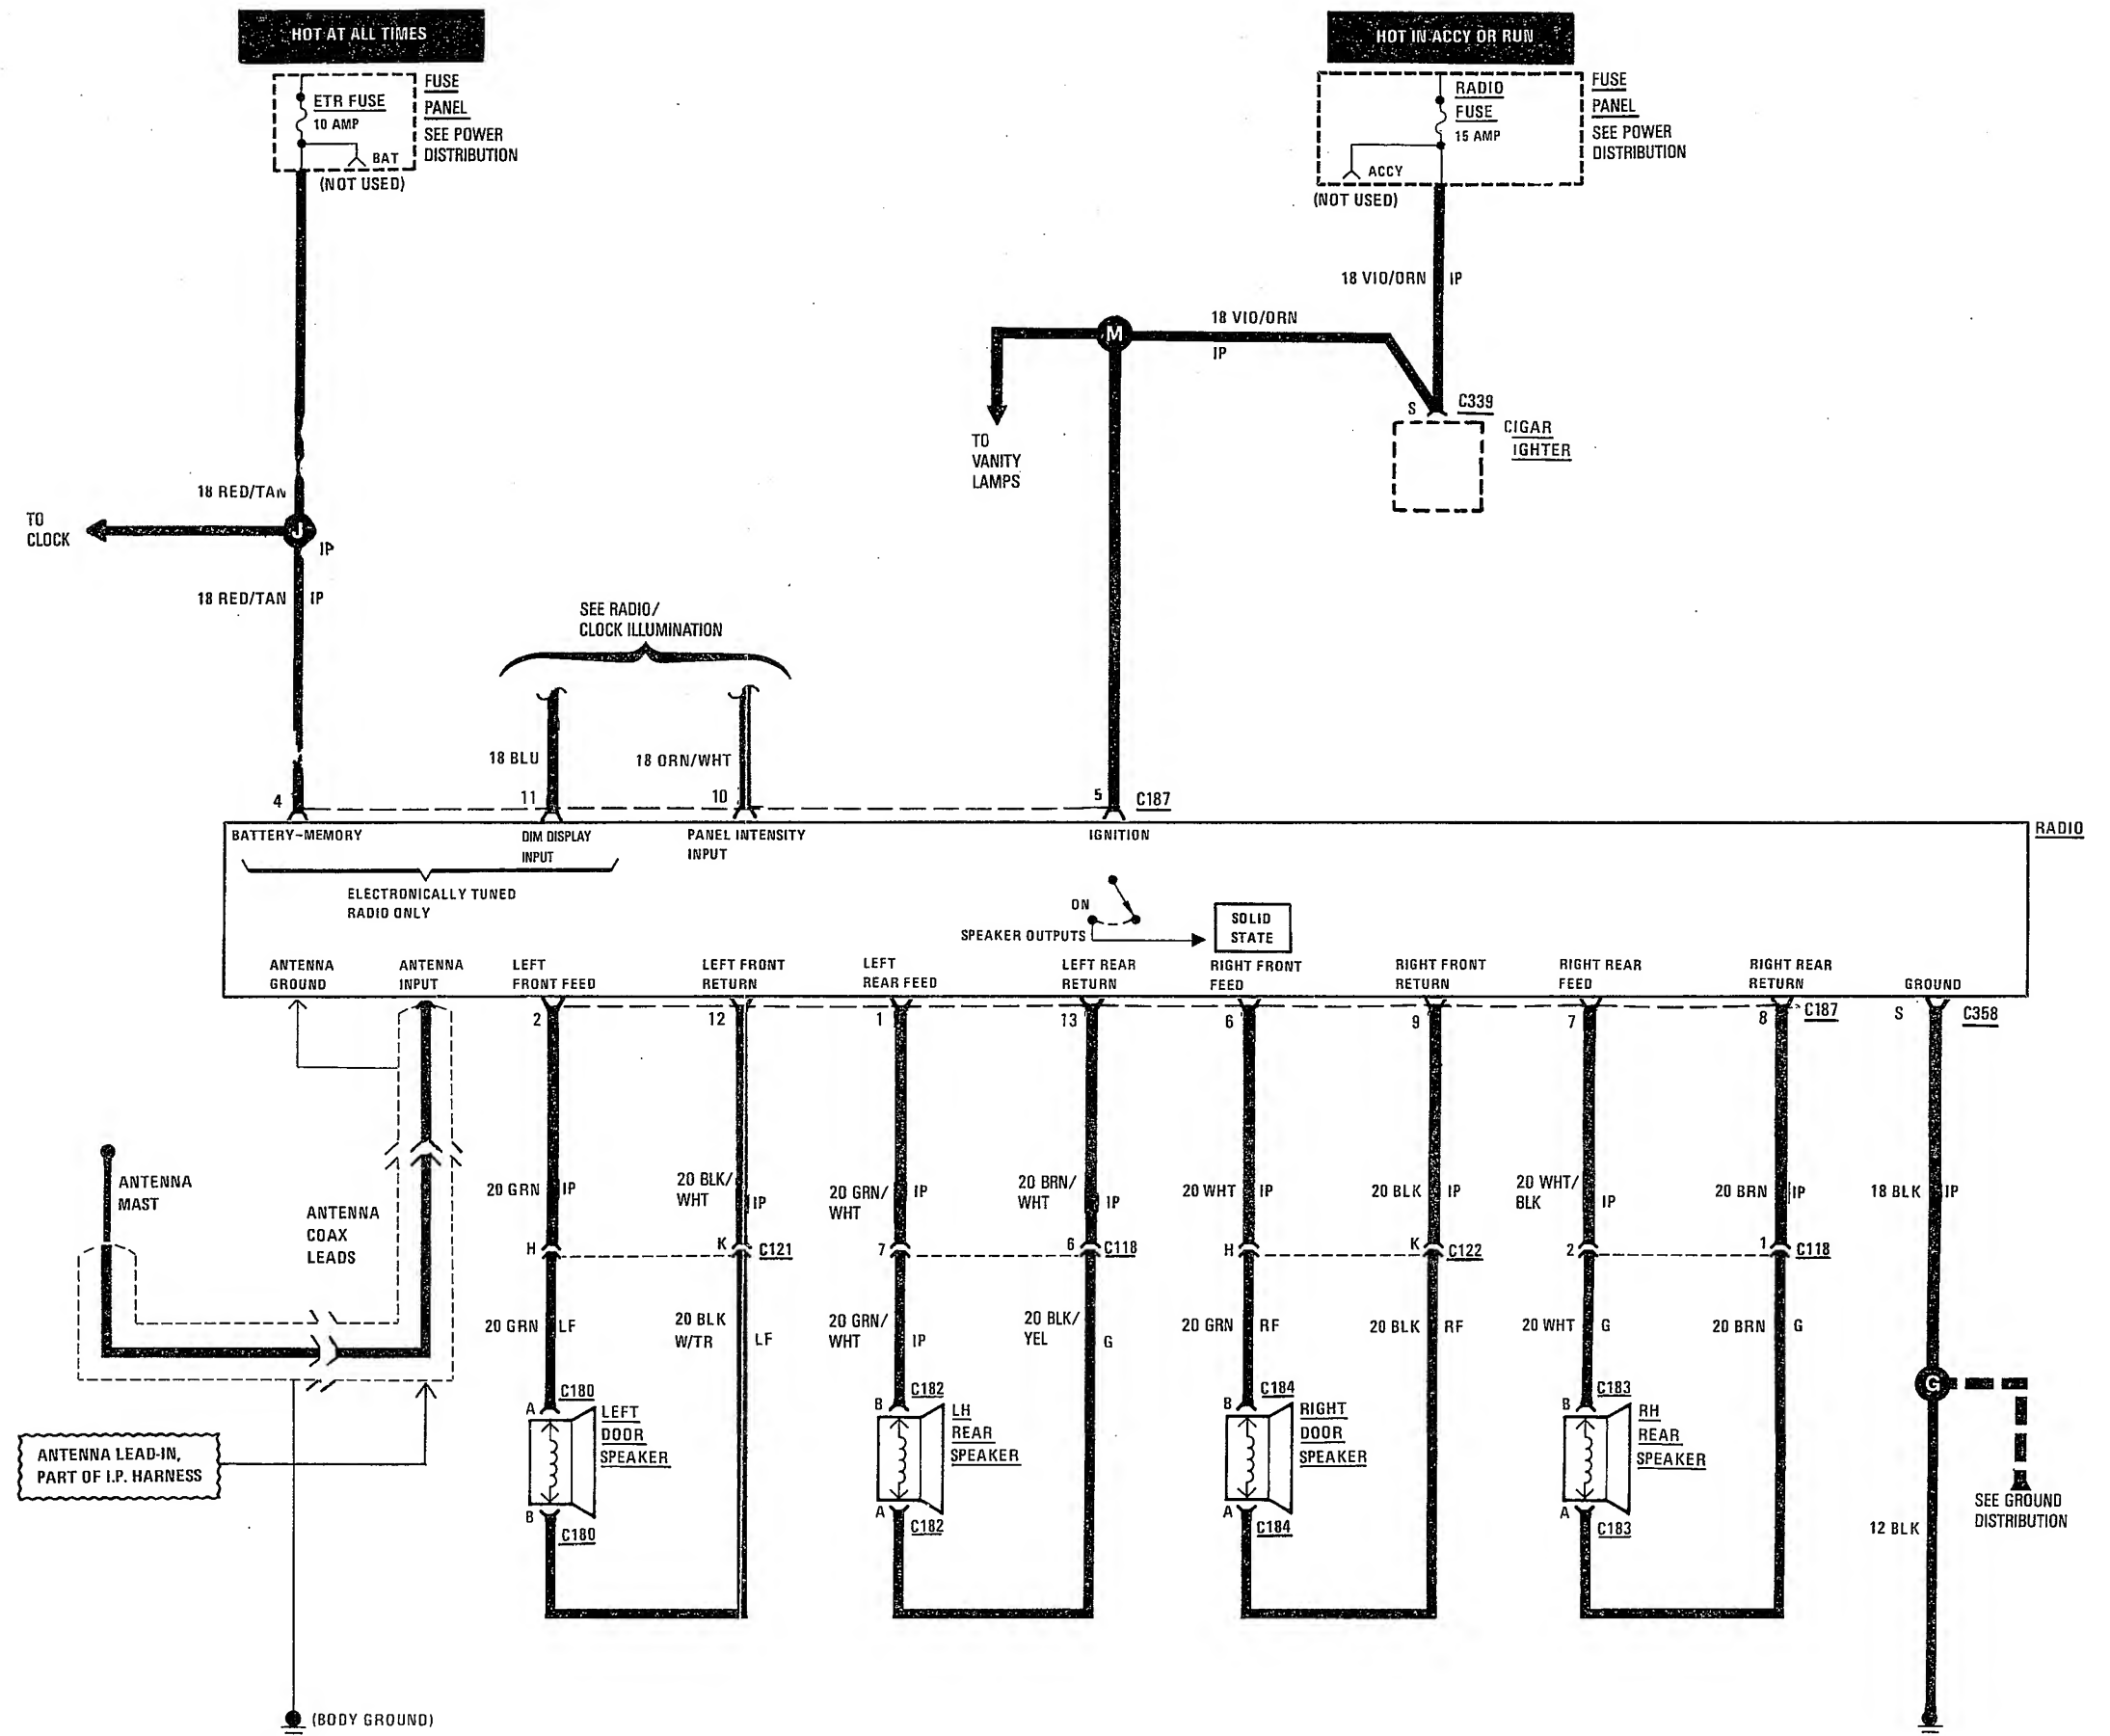 HOT AT ALL TIMES
HOT IN ACCY OR RUN
ETR FUSE
10 AMP
BAT
(NOT USED)
FUSE
PANEL
SEE POWER
DISTRIBUTION
RADIO
FUSE
15 AMP
ACCY
(NOT USED)
FUSE
PANEL
SEE POWER
DISTRIBUTION
18 VIO/ORN IP
18 VIO/ORN
IP
M
TO
VANITY
LAMPS
S C339
CIGAR
IGHTER
18 RED/TAN
TO
CLOCK
J
IP
18 RED/TAN IP
SEE RADIO/
CLOCK ILLUMINATION
18 BLU
18 ORN/WHT
4
11
10
5
C187
RADIO
BATTERY~MEMORY
DIM DISPLAY
INPUT
PANEL INTENSITY
INPUT
IGNITION
ELECTRONICALLY TUNED
RADIO ONLY
ON
SPEAKER OUTPUTS
SOLID
STATE
ANTENNA
GROUND
ANTENNA
INPUT
LEFT
FRONT FEED
LEFT FRONT
RETURN
LEFT
REAR FEED
LEFT REAR
RETURN
RIGHT FRONT
FEED
RIGHT FRONT
RETURN
RIGHT REAR
FEED
RIGHT REAR
RETURN
GROUND
2
12
1
13
6
9
7
8
C187
S
C358
ANTENNA
MAST
ANTENNA
COAX
LEADS
20 GRN IP
20 BLK/
WHT IP
20 GRN/
WHT
IP
20 BRN/
WHT IP
20 WHT IP
20 BLK IP
20 WHT/
BLK IP
20 BRN IP
18 BLK IP
H
K
C121
7
6
C118
H
K
C122
2
1
C118
20 GRN LF
20 BLK
W/TR LF
20 GRN/
WHT IP
20 BLK/
YEL G
20 GRN RF
20 BLK RF
20 WHT G
20 BRN G
G
A
C180
LEFT
DOOR
SPEAKER
B
C180
B
C182
LH
REAR
SPEAKER
A
C182
B
C184
RIGHT
DOOR
SPEAKER
A
C184
B
C183
RH
REAR
SPEAKER
A
C183
SEE GROUND
DISTRIBUTION
12 BLK
ANTENNA LEAD-IN,
PART OF I.P. HARNESS
(BODY GROUND)